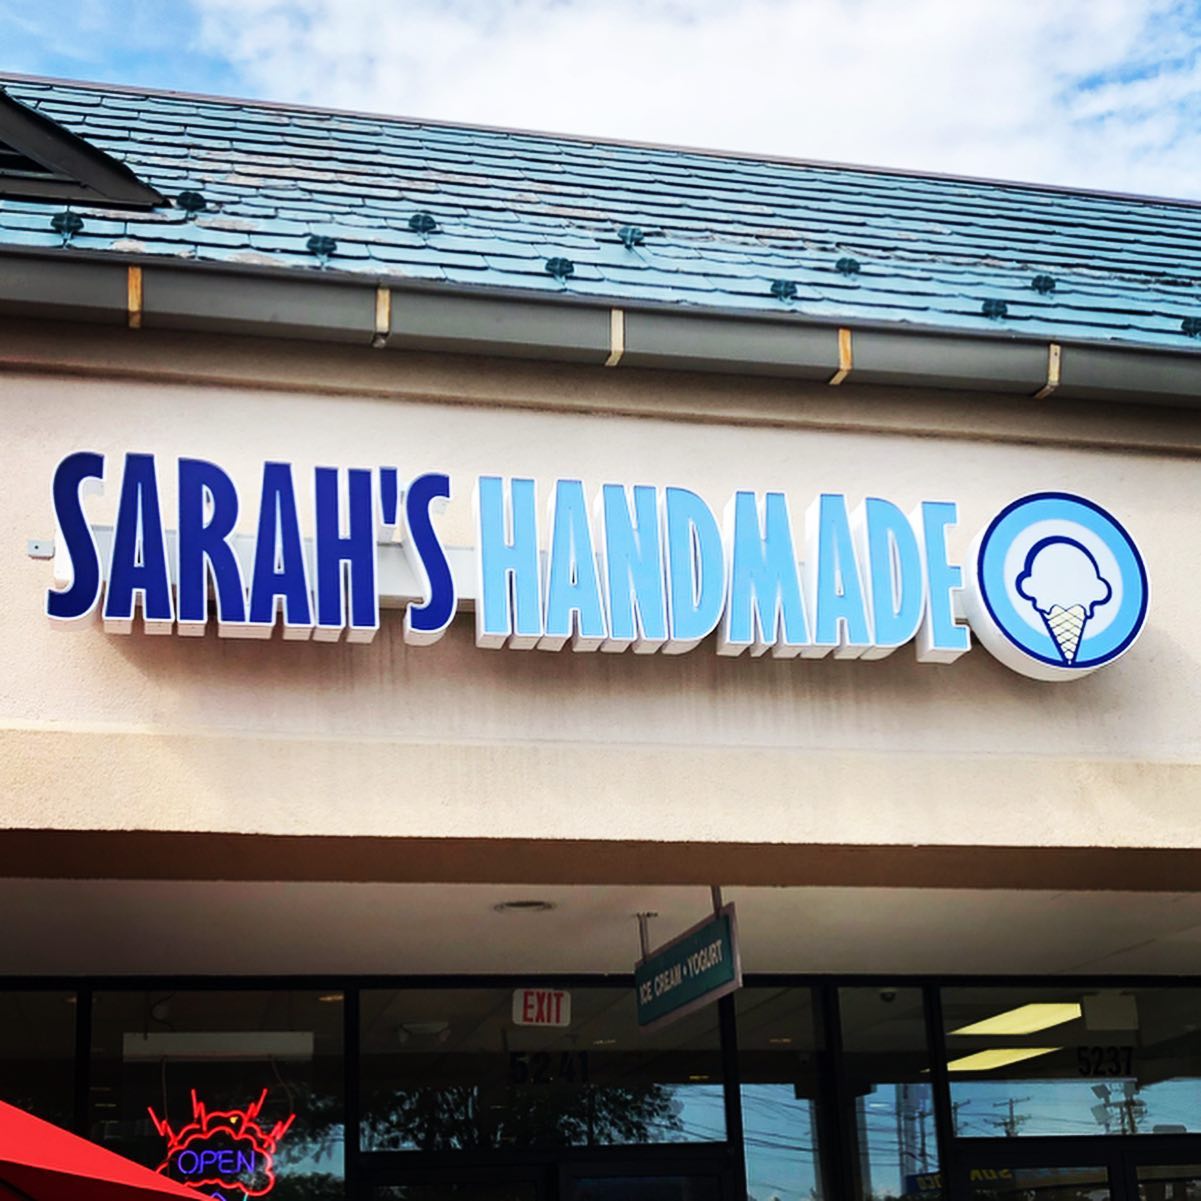 SARAH'S HANDMADE
ICE CREAM • YOGURT
EXIT
5241
5237
OPEN